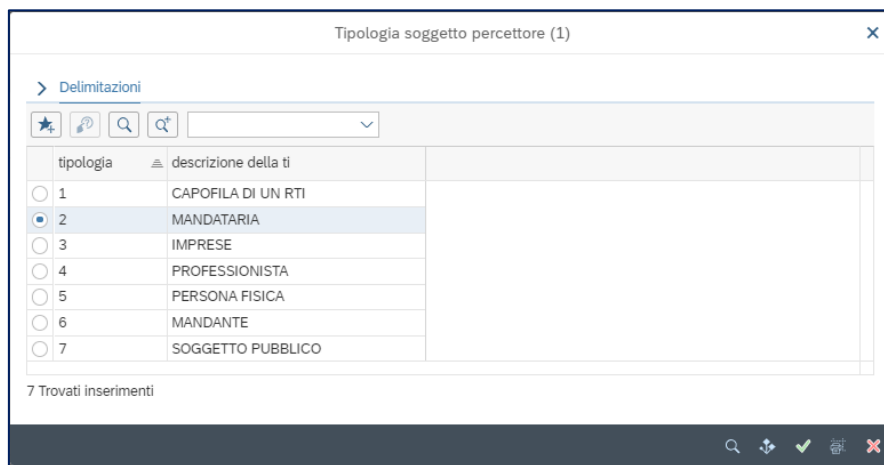 Tipologia soggetto percettore (1)
Delimitazioni
tipologia descrizione della ti
1 CAPOFILA DI UN RTI
2 MANDATARIA
3 IMPRESE
4 PROFESSIONISTA
5 PERSONA FISICA
6 MANDANTE
7 SOGGETTO PUBBLICO
7 Trovati inserimenti